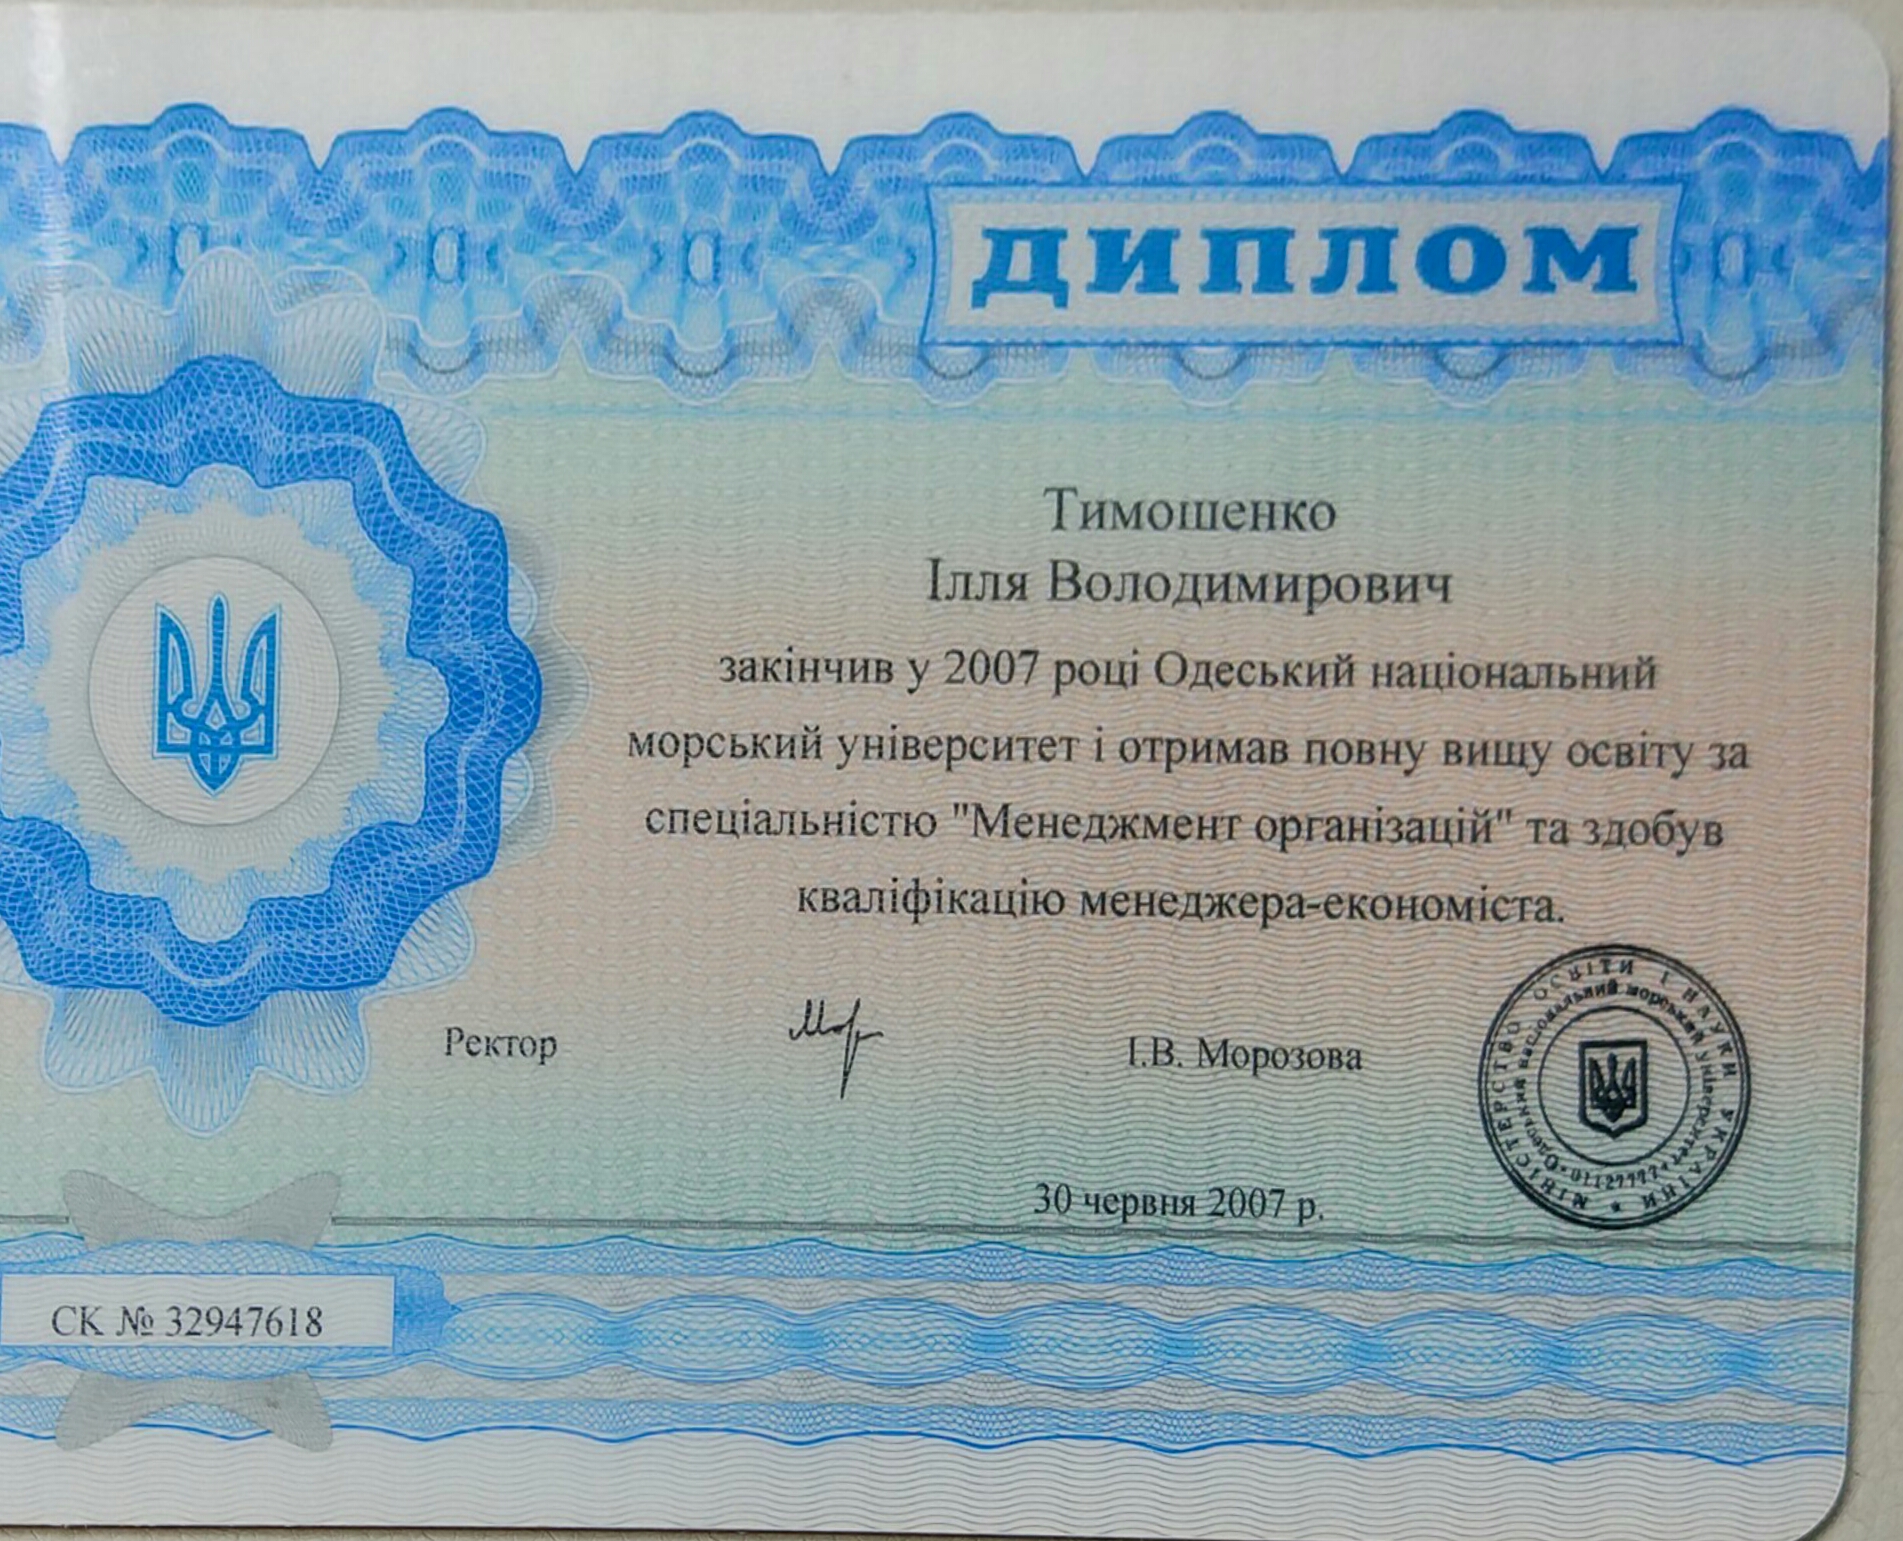 ДИПЛОМ
Тимошенко
Ілля Володимирович
закінчив у 2007 році Одеський національний
морський університет і отримав повну вищу освіту за
спеціальністю "Менеджмент організацій" та здобув
кваліфікацію менеджера-економіста.
Ректор
І.В. Морозова
МІНІСТЕРСТВО ОСВІТИ І НАУКИ УКРАЇНИ
Одеський національний морський університет
30 червня 2007 р.
СК № 32947618